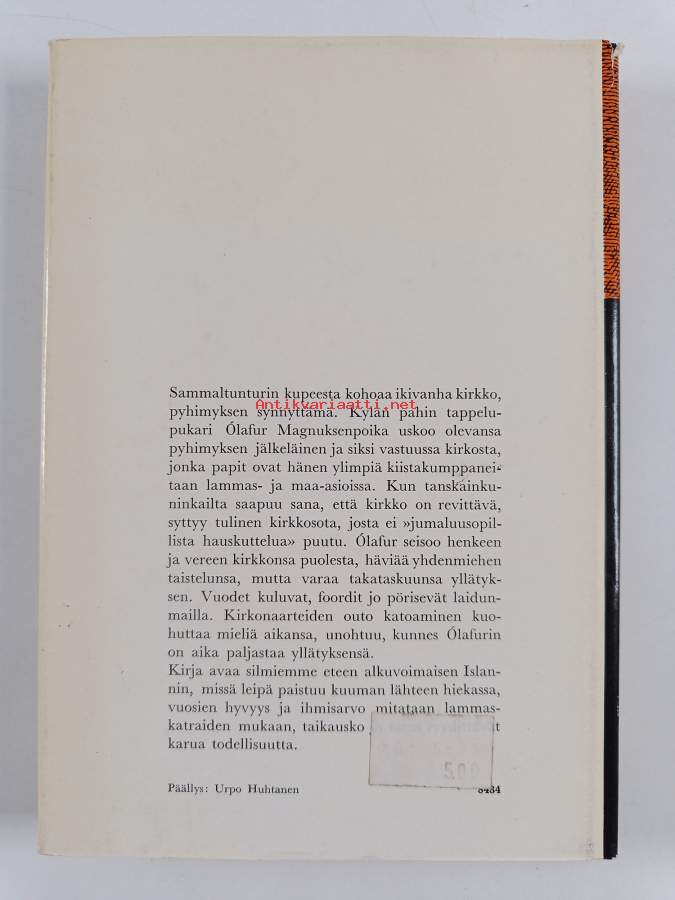 Sammaltunturin kupeesta kohoaa ikivanha kirkko,
Antikvariaatti.net
pyhimyksen synnyttämä. Kylän pahin tappelu-
pukari Ólafur Magnuksenpoika uskoo olevansa
pyhimyksen jälkeläinen ja siksi vastuussa kirkosta,
jonka papit ovat hänen ylimpiä kiistakumppanei-
taan lammas- ja maa-asioissa. Kun tanskainku-
ninkailta saapuu sana, että kirkko on revittävä,
syttyy tulinen kirkkosota, josta ei »jumaluusopil-
lista hauskuttelua» puutu. Ólafur seisoo henkeen
ja vereen kirkkonsa puolesta, häviää yhdenmiehen
taistelunsa, mutta varaa takataskuunsa yllätyk-
sen. Vuodet kuluvat, foordit jo pörisevät laidun-
mailla. Kirkonaarteiden outo katoaminen kuo-
huttaa mieliä aikansa, unohtuu, kunnes Ólafurin
on aika paljastaa yllätyksensä.
Kirja avaa silmiemme eteen alkuvoimaisen Islan-
nin, missä leipä paistuu kuuman lähteen hiekassa,
vuosien hyvyys ja ihmisarvo mitataan lammas-
katraiden mukaan, taikausko
karua todellisuutta.
5.00
Päällys: Urpo Huhtanen
8434